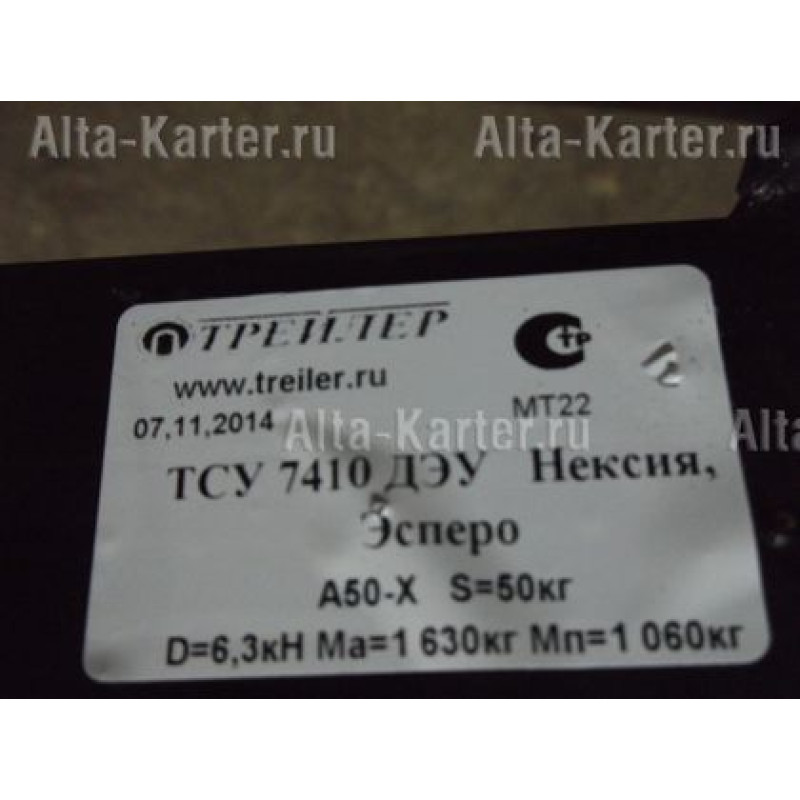 Alta-Karter.ru Alta-Karter.ru
ТРЕЙЛЕР
www.treiler.ru
07,11,2014
МТ22
Alta-Karter.ru
ТСУ 7410 ДЭУ Нексия,
Эсперо
А50-Х S=50кг
D=6,3кН Ма=1 630кг Мп=1 060кг